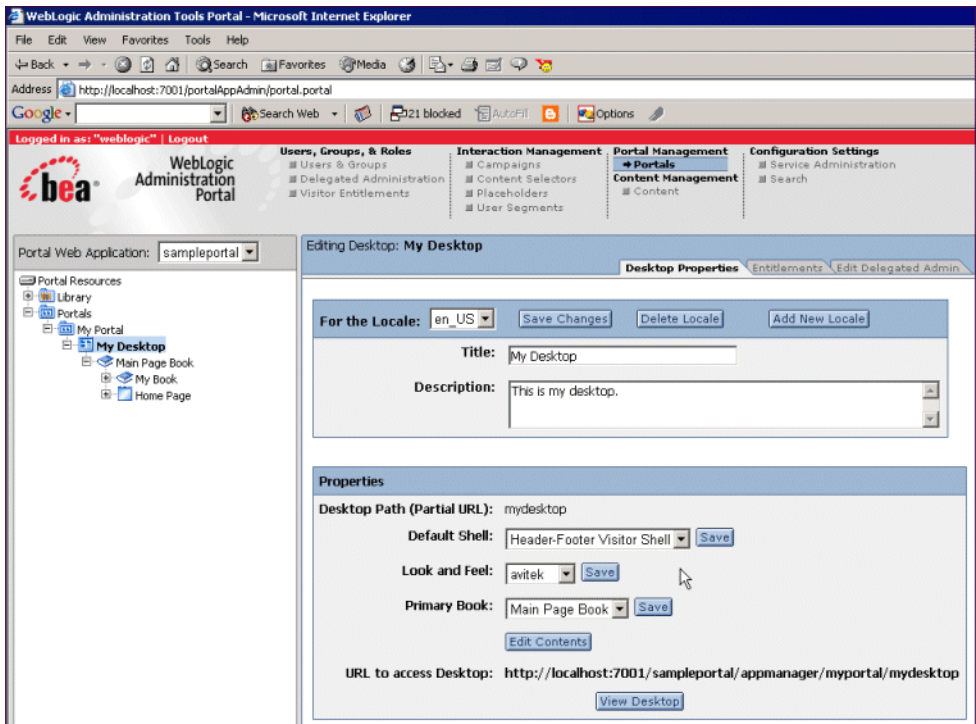 WebLogic Administration Tools Portal - Microsoft Internet Explorer
File Edit View Favorites Tools Help
Back Search Favorites Media
Address http://localhost:7001/portalAppAdmin/portal.portal
Google Search Web 321 blocked AutoFill Options
Logged in as: "weblogic" | Logout
bea
WebLogic
Administration
Portal
Users, Groups, & Roles
Users & Groups
Delegated Administration
Visitor Entitlements
Interaction Management
Campaigns
Content Selectors
Placeholders
User Segments
Portal Management
Portals
Content Management
Content
Configuration Settings
Service Administration
Search
Portal Web Application: sampleportal
Portal Resources
Library
Portals
My Portal
My Desktop
Main Page Book
My Book
Home Page
Editing Desktop: My Desktop
Desktop Properties Entitlements Edit Delegated Admin
For the Locale: en_US Save Changes Delete Locale Add New Locale
Title: My Desktop
Description: This is my desktop.
Properties
Desktop Path (Partial URL): mydesktop
Default Shell: Header-Footer Visitor Shell Save
Look and Feel: avitek Save
Primary Book: Main Page Book Save
Edit Contents
URL to access Desktop: http://localhost:7001/sampleportal/appmanager/myportal/mydesktop
View Desktop